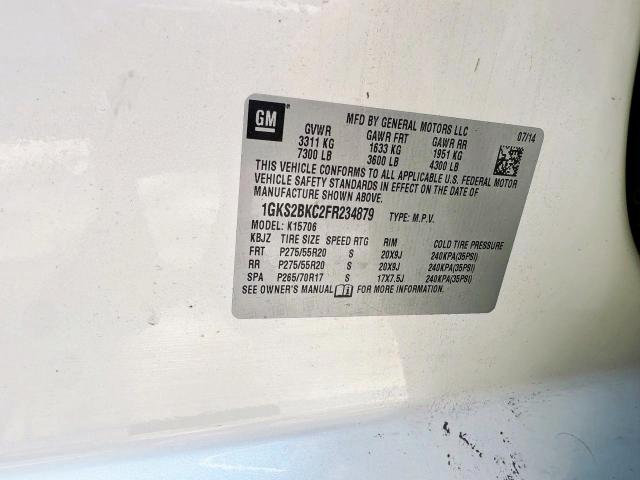 GM
MFD BY GENERAL MOTORS LLC 07/14
GVWR GAWR FRT GAWR RR
3311 KG 1633 KG 1951 KG
7300 LB 3600 LB 4300 LB
THIS VEHICLE CONFORMS TO ALL APPLICABLE U.S. FEDERAL MOTOR
VEHICLE SAFETY STANDARDS IN EFFECT ON THE DATE OF
MANUFACTURE SHOWN ABOVE.
1GKS2BKC2FR234879 TYPE: M.P.V.
MODEL: K15706
KBJZ TIRE SIZE SPEED RTG RIM COLD TIRE PRESSURE
FRT P275/55R20 S 20X9J 240KPA(35PSI)
RR P275/55R20 S 20X9J 240KPA(35PSI)
SPA P265/70R17 S 17X7.5J 240KPA(35PSI)
SEE OWNER'S MANUAL FOR MORE INFORMATION.